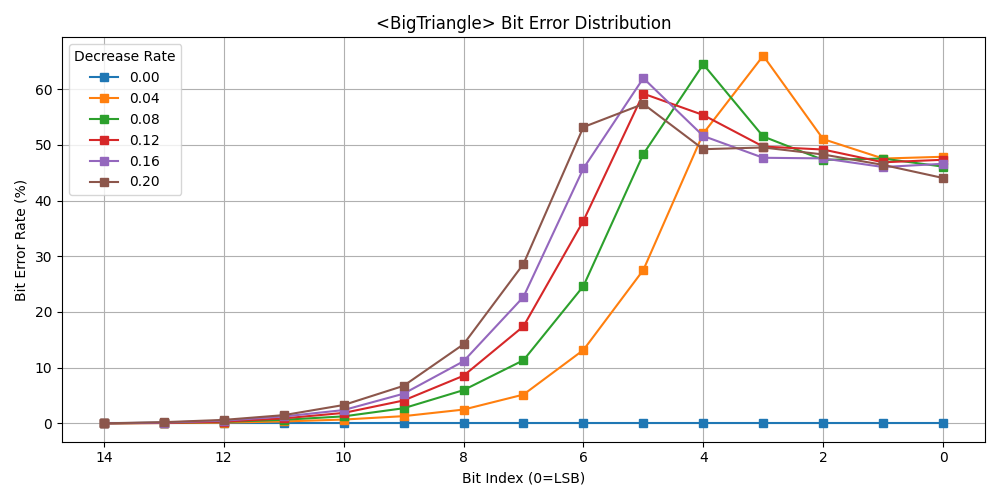 <BigTriangle> Bit Error Distribution
Decrease Rate
0.00
0.04
0.08
0.12
0.16
0.20
Bit Error Rate (%)
60
50
40
30
20
10
0
14 12 10 8 6 4 2 0
Bit Index (0=LSB)